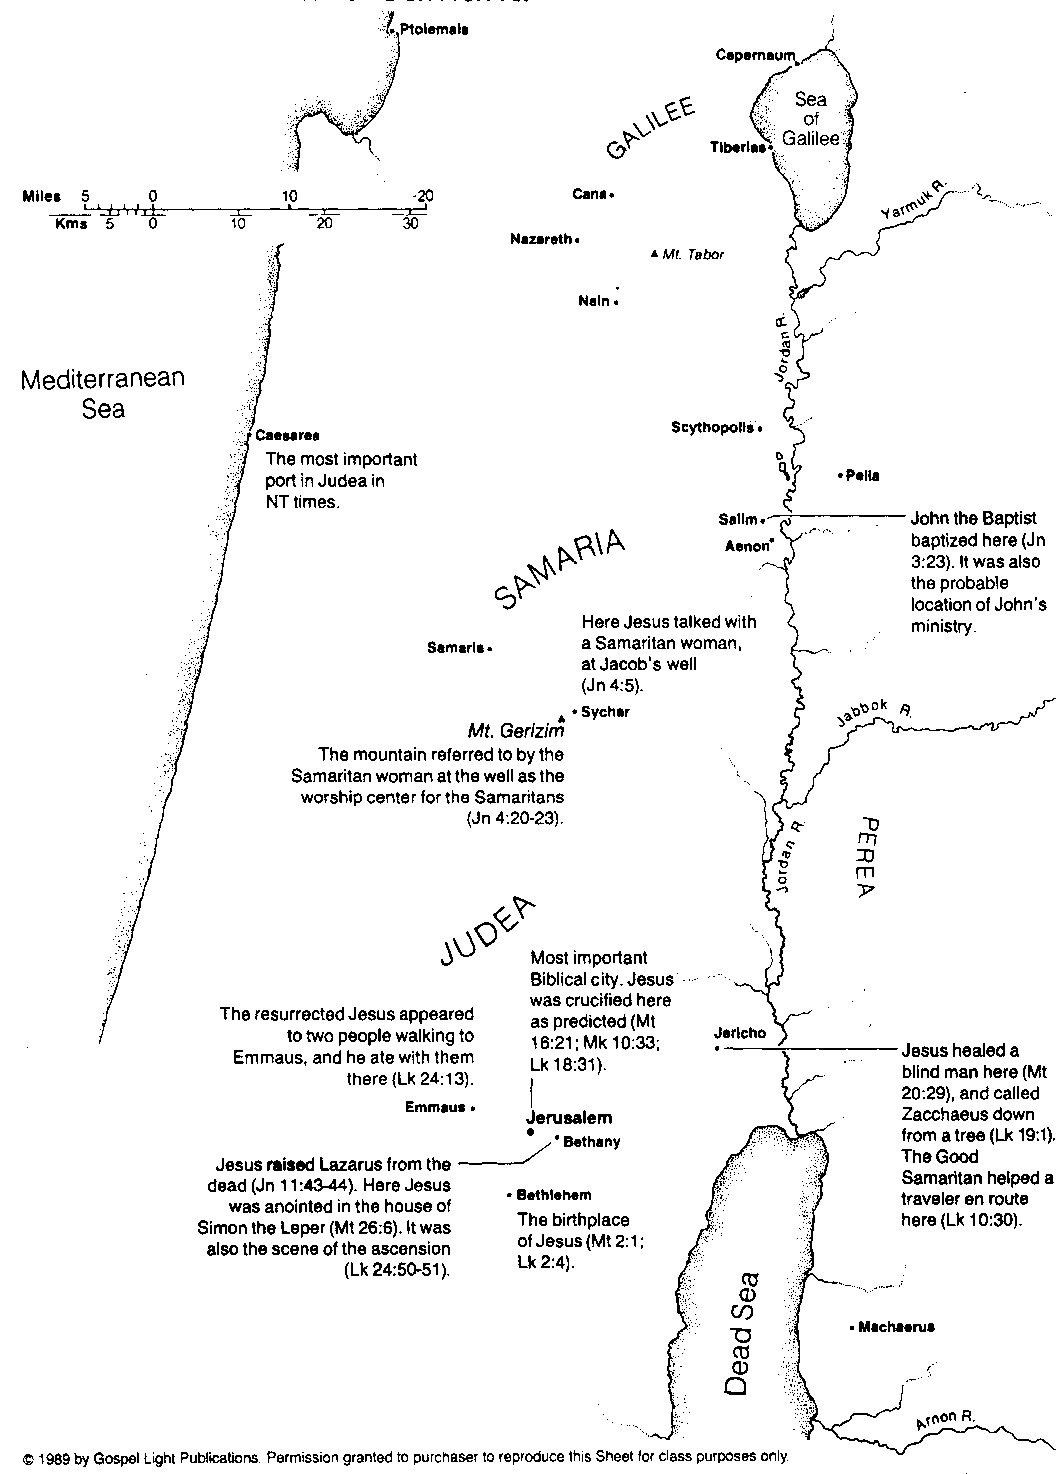 Ptolemais
Capernaum
Sea
of
Galilee
GALILEE
Tiberias
Miles 5 0 10 20
Kms 5 0 10 20 30
Cana
Yarmuk R.
Nazareth
Mt. Tabor
Nain
Jordan R.
Mediterranean
Sea
Scythopolis
Caesarea
The most important
port in Judea in
NT times.
Pella
Salim
Aenon
John the Baptist
baptized here (Jn
3:23). It was also
the probable
location of John's
ministry.
SAMARIA
Here Jesus talked with
a Samaritan woman,
at Jacob's well
(Jn 4:5).
Samaria
Sychar
Jabbok R.
Mt. Gerizim
The mountain referred to by the
Samaritan woman at the well as the
worship center for the Samaritans
(Jn 4:20-23).
Jordan R.
PEREA
JUDEA
Most important
Biblical city. Jesus
was crucified here
as predicted (Mt
16:21; Mk 10:33;
Lk 18:31).
The resurrected Jesus appeared
to two people walking to
Emmaus, and he ate with them
there (Lk 24:13).
Jericho
Jesus healed a
blind man here (Mt
20:29), and called
Zacchaeus down
from a tree (Lk 19:1).
The Good
Samaritan helped a
traveler en route
here (Lk 10:30).
Emmaus
Jerusalem
Bethany
Jesus raised Lazarus from the
dead (Jn 11:43-44). Here Jesus
was anointed in the house of
Simon the Leper (Mt 26:6). It was
also the scene of the ascension
(Lk 24:50-51).
Bethlehem
The birthplace
of Jesus (Mt 2:1;
Lk 2:4).
Dead Sea
Machaerus
Arnon R.
© 1989 by Gospel Light Publications. Permission granted to purchaser to reproduce this Sheet for class purposes only.